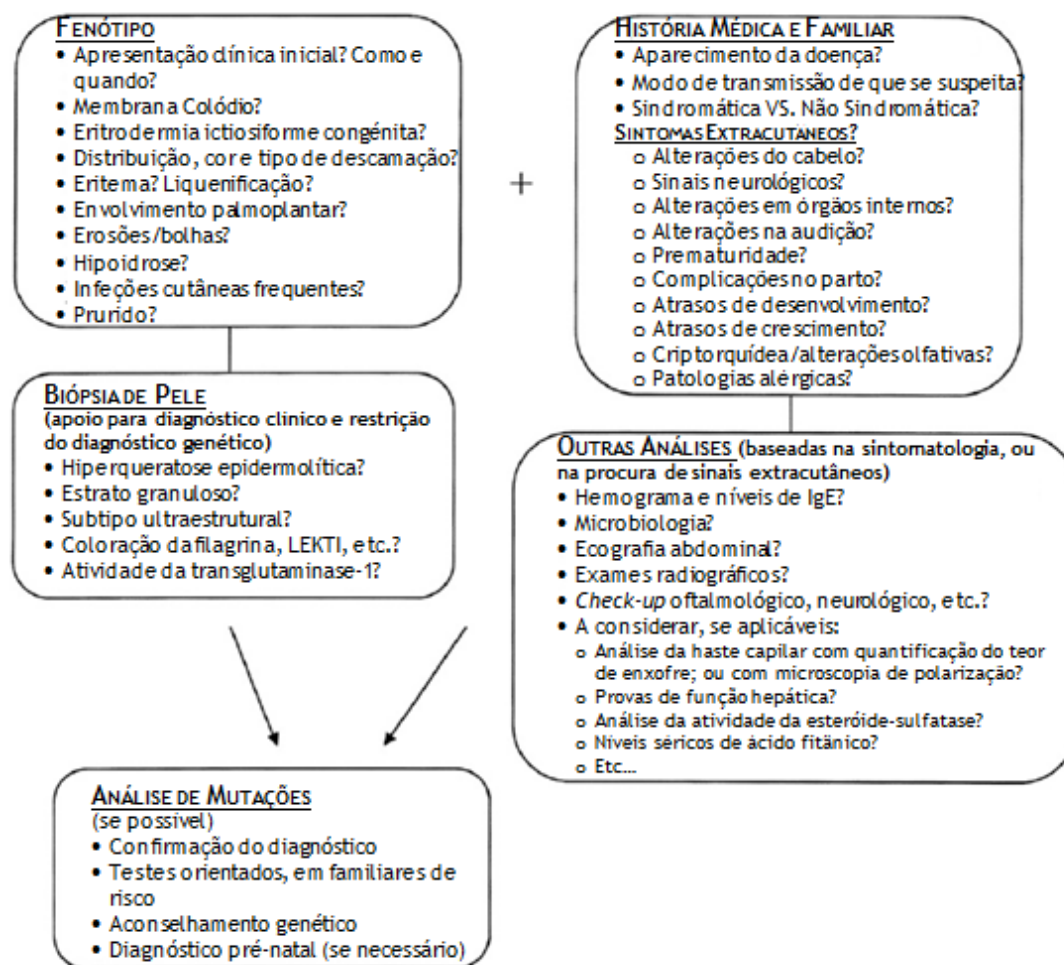 FENÓTIPO
• Apresentação clínica inicial? Como e
quando?
• Membrana Colódio?
• Eritrodermia ictiosiforme congénita?
• Distribuição, cor e tipo de descamação?
• Eritema? Liquenificação?
• Envolvimento palmoplantar?
• Erosões/bolhas?
• Hipoidrose?
• Infeções cutâneas frequentes?
• Prurido?
+
HISTÓRIA MÉDICA E FAMILIAR
• Aparecimento da doença?
• Modo de transmissão de que se suspeita?
• Sindromática VS. Não Sindromática?
SINTOMAS EXTRACUTÂNEOS?
o Alterações do cabelo?
o Sinais neurológicos?
o Alterações em órgãos internos?
o Alterações na audição?
o Prematuridade?
o Complicações no parto?
o Atrasos de desenvolvimento?
o Atrasos de crescimento?
o Criptorquídea/alterações olfativas?
o Patologias alérgicas?
BIÓPSIA DE PELE
(apoio para diagnóstico clínico e restrição
do diagnóstico genético)
• Hiperqueratose epidermolítica?
• Estrato granuloso?
• Subtipo ultraestrutural?
• Coloração da filagrina, LEKTI, etc.?
• Atividade da transglutaminase-1?
OUTRAS ANÁLISES (baseadas na sintomatologia, ou
na procura de sinais extracutâneos)
• Hemograma e níveis de IgE?
• Microbiologia?
• Ecografia abdominal?
• Exames radiográficos?
• Check-up oftalmológico, neurológico, etc.?
• A considerar, se aplicáveis:
o Análise da haste capilar com quantificação do teor
de enxofre; ou com microscopia de polarização?
o Provas de função hepática?
o Análise da atividade da esteróide-sulfatase?
o Níveis séricos de ácido fitânico?
o Etc...
ANÁLISE DE MUTAÇÕES
(se possível)
• Confirmação do diagnóstico
• Testes orientados, em familiares de
risco
• Aconselhamento genético
• Diagnóstico pré-natal (se necessário)